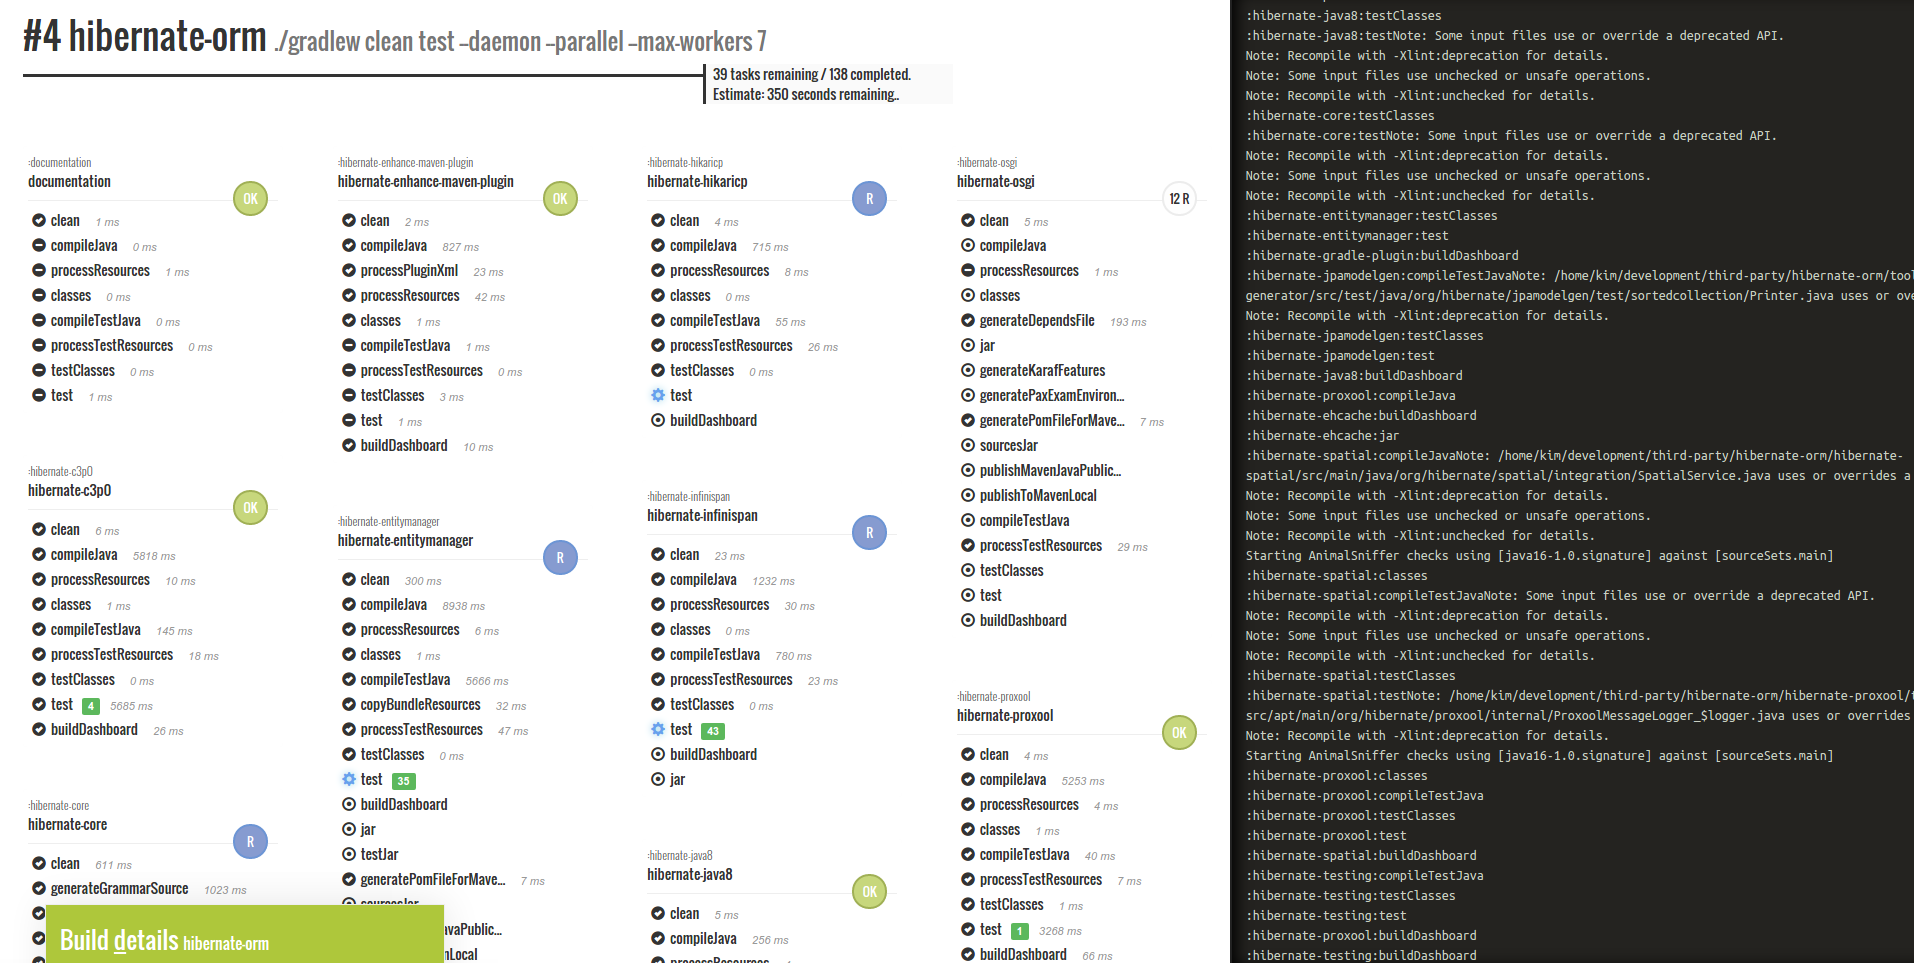 #4 hibernate-orm ./gradlew clean test --daemon --parallel --max-workers 7
39 tasks remaining / 138 completed.
Estimate: 350 seconds remaining..
:documentation
documentation
OK
clean 1 ms
compileJava 0 ms
processResources 1 ms
classes 0 ms
compileTestJava 0 ms
processTestResources 0 ms
testClasses 0 ms
test 1 ms
:hibernate-c3p0
hibernate-c3p0
OK
clean 6 ms
compileJava 5818 ms
processResources 10 ms
classes 1 ms
compileTestJava 145 ms
processTestResources 18 ms
testClasses 0 ms
test 4 5685 ms
buildDashboard 26 ms
:hibernate-core
hibernate-core
R
clean 611 ms
generateGrammarSource 1023 ms
Build details hibernate-orm
:hibernate-enhance-maven-plugin
hibernate-enhance-maven-plugin
OK
clean 2 ms
compileJava 827 ms
processPluginXml 23 ms
processResources 42 ms
classes 1 ms
compileTestJava 1 ms
processTestResources 0 ms
testClasses 3 ms
test 1 ms
buildDashboard 10 ms
:hibernate-entitymanager
hibernate-entitymanager
R
clean 300 ms
compileJava 8938 ms
processResources 6 ms
classes 1 ms
compileTestJava 5666 ms
copyBundleResources 32 ms
processTestResources 47 ms
testClasses 0 ms
test 35
buildDashboard
jar
testJar
generatePomFileForMave... 7 ms
sourcesJar
avaPublic...
nLocal
:hibernate-hikaricp
hibernate-hikaricp
R
clean 4 ms
compileJava 715 ms
processResources 8 ms
classes 0 ms
compileTestJava 55 ms
processTestResources 26 ms
testClasses 0 ms
test
buildDashboard
:hibernate-infinispan
hibernate-infinispan
R
clean 23 ms
compileJava 1232 ms
processResources 30 ms
classes 0 ms
compileTestJava 780 ms
processTestResources 23 ms
testClasses 0 ms
test 43
buildDashboard
jar
:hibernate-java8
hibernate-java8
OK
clean 5 ms
compileJava 256 ms
processResources
:hibernate-osgi
hibernate-osgi
12 R
clean 5 ms
compileJava
processResources 1 ms
classes
generateDependsFile 193 ms
jar
generateKarafFeatures
generatePaxExamEnviron...
generatePomFileForMave... 7 ms
sourcesJar
publishMavenJavaPublic...
publishToMavenLocal
compileTestJava
processTestResources 29 ms
testClasses
test
buildDashboard
:hibernate-proxool
hibernate-proxool
OK
clean 4 ms
compileJava 5253 ms
processResources 4 ms
classes 1 ms
compileTestJava 40 ms
processTestResources 7 ms
testClasses 1 ms
test 1 3268 ms
buildDashboard 66 ms
:hibernate-java8:testClasses
:hibernate-java8:testNote: Some input files use or override a deprecated API.
Note: Recompile with -Xlint:deprecation for details.
Note: Some input files use unchecked or unsafe operations.
Note: Recompile with -Xlint:unchecked for details.
:hibernate-core:testClasses
:hibernate-core:testNote: Some input files use or override a deprecated API.
Note: Recompile with -Xlint:deprecation for details.
Note: Some input files use unchecked or unsafe operations.
Note: Recompile with -Xlint:unchecked for details.
:hibernate-entitymanager:testClasses
:hibernate-entitymanager:test
:hibernate-gradle-plugin:buildDashboard
:hibernate-jpamodelgen:compileTestJavaNote: /home/kim/development/third-party/hibernate-orm/tool
generator/src/test/java/org/hibernate/jpamodelgen/test/sortedcollection/Printer.java uses or ove
Note: Recompile with -Xlint:deprecation for details.
:hibernate-jpamodelgen:testClasses
:hibernate-jpamodelgen:test
:hibernate-java8:buildDashboard
:hibernate-proxool:compileJava
:hibernate-ehcache:buildDashboard
:hibernate-ehcache:jar
:hibernate-spatial:compileJavaNote: /home/kim/development/third-party/hibernate-orm/hibernate-
spatial/src/main/java/org/hibernate/spatial/integration/SpatialService.java uses or overrides a
Note: Recompile with -Xlint:deprecation for details.
Note: Some input files use unchecked or unsafe operations.
Note: Recompile with -Xlint:unchecked for details.
Starting AnimalSniffer checks using [java16-1.0.signature] against [sourceSets.main]
:hibernate-spatial:classes
:hibernate-spatial:compileTestJavaNote: Some input files use or override a deprecated API.
Note: Recompile with -Xlint:deprecation for details.
Note: Some input files use unchecked or unsafe operations.
Note: Recompile with -Xlint:unchecked for details.
:hibernate-spatial:testClasses
:hibernate-spatial:testNote: /home/kim/development/third-party/hibernate-orm/hibernate-proxool/t
src/apt/main/org/hibernate/proxool/internal/ProxoolMessageLogger_$logger.java uses or overrides
Note: Recompile with -Xlint:deprecation for details.
Starting AnimalSniffer checks using [java16-1.0.signature] against [sourceSets.main]
:hibernate-proxool:classes
:hibernate-proxool:compileTestJava
:hibernate-proxool:testClasses
:hibernate-proxool:test
:hibernate-spatial:buildDashboard
:hibernate-testing:compileTestJava
:hibernate-testing:testClasses
:hibernate-testing:test
:hibernate-proxool:buildDashboard
:hibernate-testing:buildDashboard